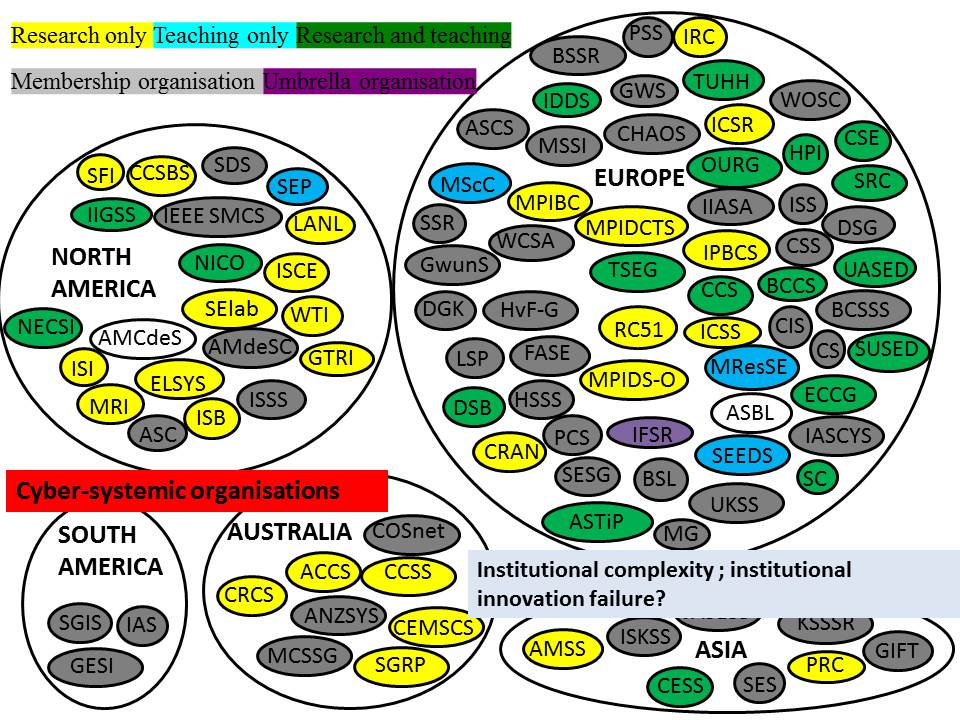 Research only Teaching only Research and teaching
Membership organisation Umbrella organisation
NORTH
AMERICA
SFI
CCSBS
SDS
SEP
IIGSS
IEEE SMCS
LANL
NICO
ISCE
SElab
WTI
NECSI
AMCdeS
AMdeSC
GTRI
ISI
ELSYS
MRI
ISB
ISSS
ASC
EUROPE
PSS
IRC
BSSR
TUHH
GWS
IDDS
WOSC
ASCS
MSSI
CHAOS
ICSR
CSE
HPI
OURG
SRC
MScC
MPIBC
IIASA
ISS
SSR
MPIDCTS
DSG
WCSA
IPBCS
CSS
GwunS
TSEG
UASED
CCS
BCCS
DGK
HvF-G
BCSSS
RC51
ICSS
CIS
CS
SUSED
LSP
FASE
MResSE
MPIDS-O
ECCG
DSB
HSSS
ASBL
PCS
IFSR
IASCYS
CRAN
SEEDS
SESG
BSL
SC
UKSS
ASTiP
MG
Cyber-systemic organisations
SOUTH
AMERICA
SGIS
IAS
GESI
AUSTRALIA
COSnet
ACCS
CCSS
CRCS
ANZSYS
CEMSCS
MCSSG
SGRP
Institutional complexity ; institutional
innovation failure?
ASIA
KSSSR
ISKSS
AMSS
GIFT
PRC
CESS
SES